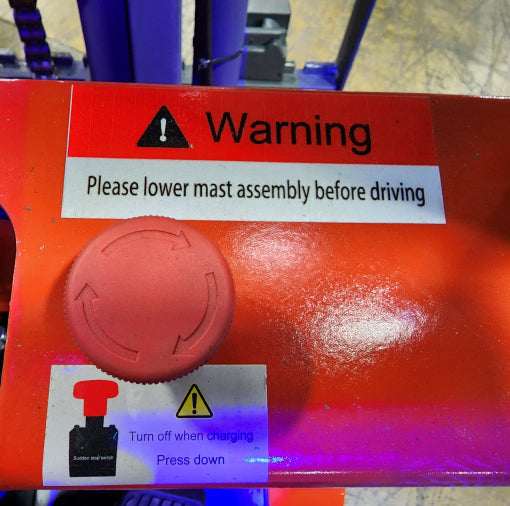 Warning
Please lower mast assembly before driving
Turn off when charging
Sudden stop switch
Press down